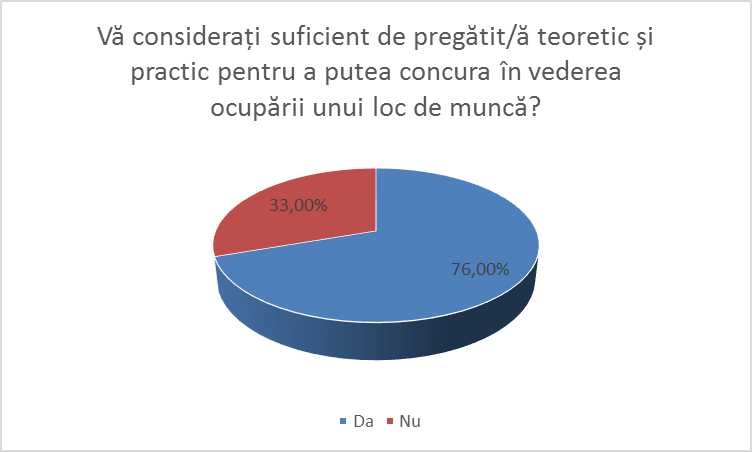 Vă considerați suficient de pregătit/ă teoretic și
practic pentru a putea concura în vederea
ocupării unui loc de muncă?
33,00%
76,00%
Da Nu